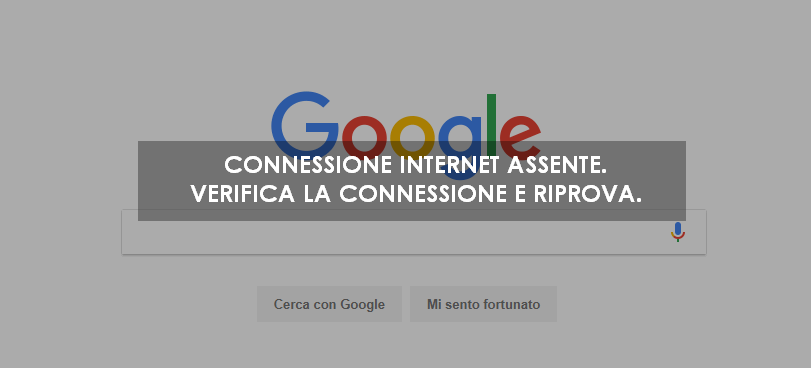 Google
CONNESSIONE INTERNET ASSENTE.
VERIFICA LA CONNESSIONE E RIPROVA.
Cerca con Google
Mi sento fortunato